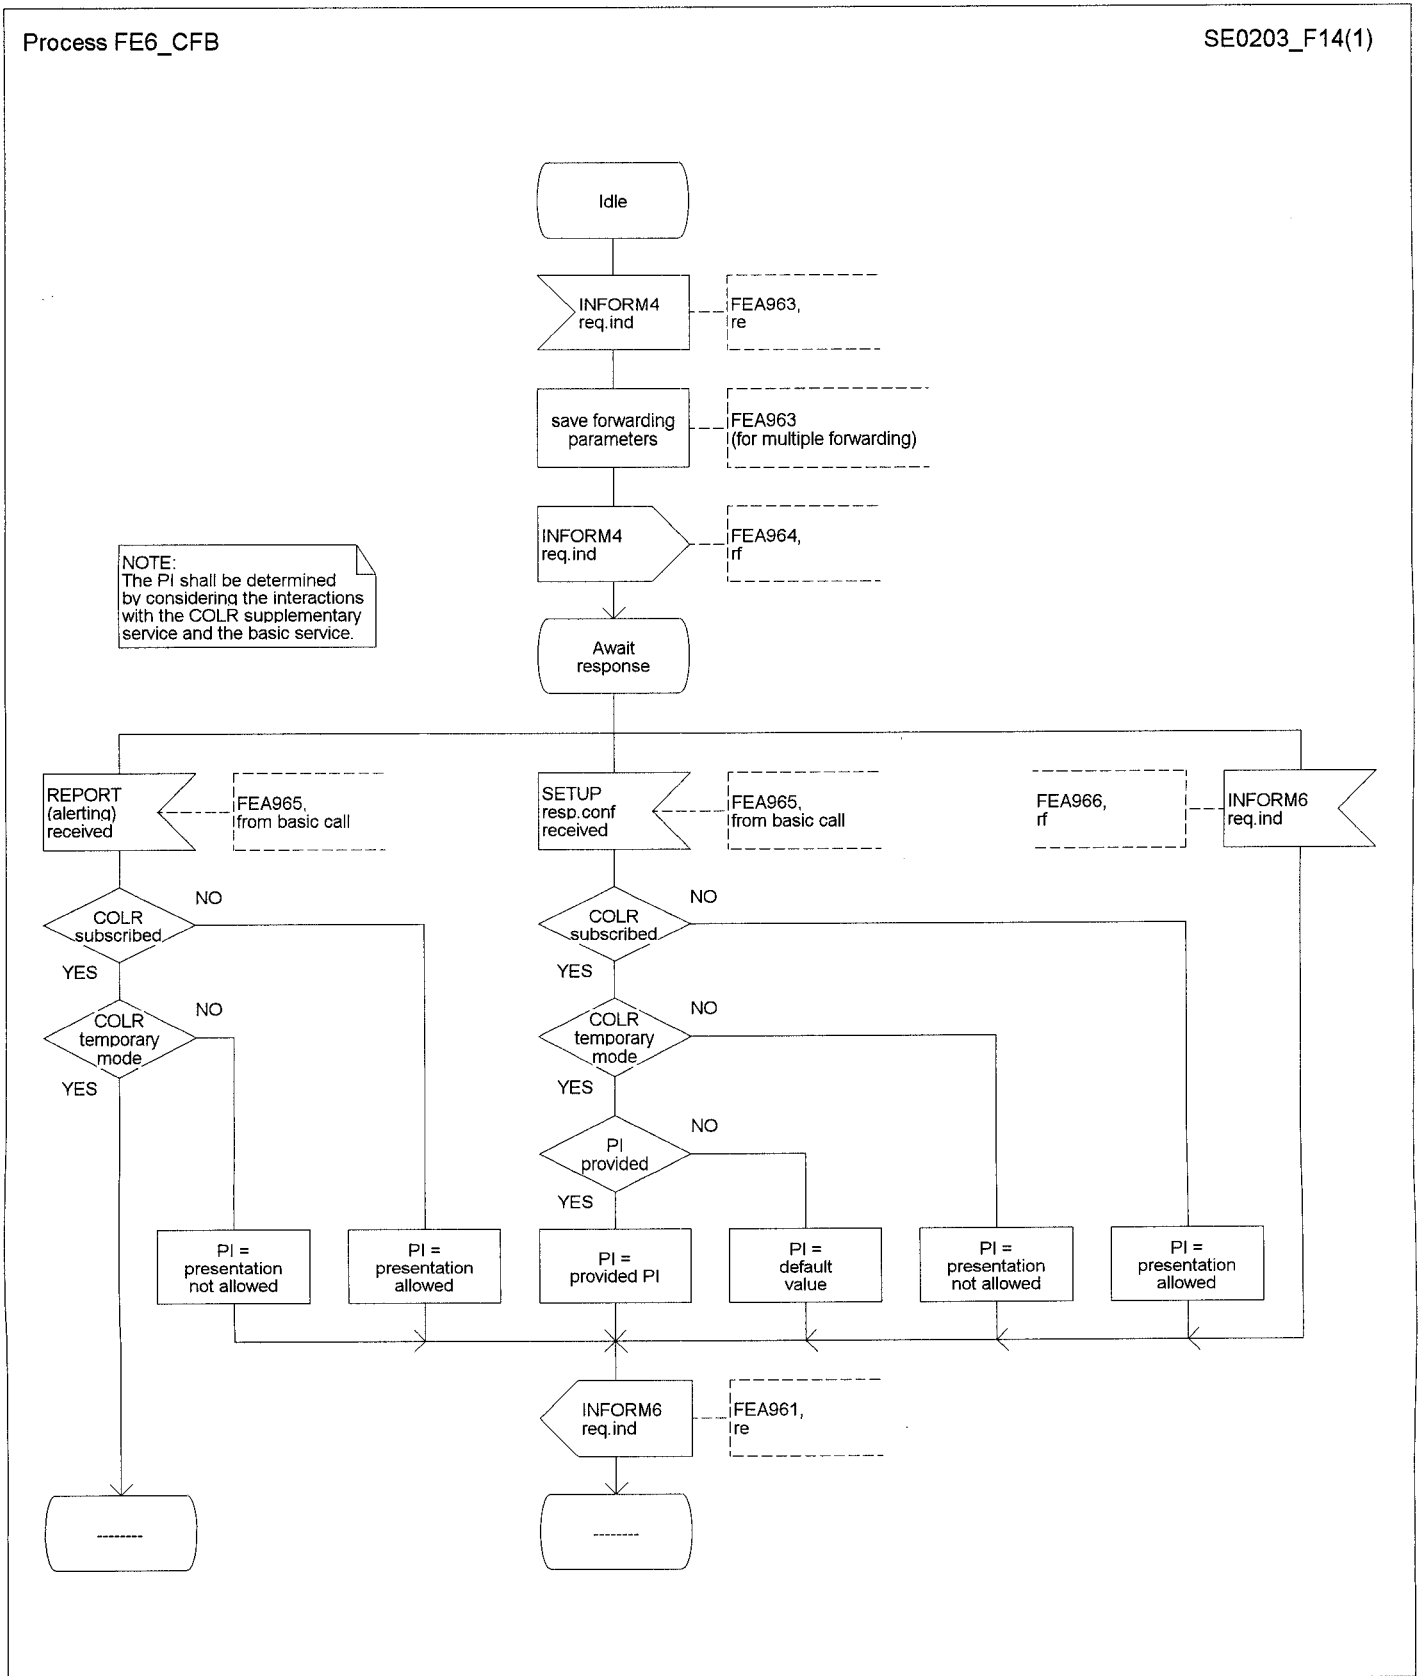 Process FE6_CFB
SE0203_F14(1)
Idle
INFORM4
req.ind
FEA963,
re
save forwarding
parameters
FEA963
(for multiple forwarding)
INFORM4
req.ind
FEA964,
rf
NOTE:
The PI shall be determined
by considering the interactions
with the COLR supplementary
service and the basic service.
Await
response
REPORT
(alerting)
received
FEA965,
from basic call
SETUP
resp.conf
received
FEA965,
from basic call
FEA966,
rf
INFORM6
req.ind
COLR
subscribed
NO
YES
COLR
subscribed
NO
YES
COLR
temporary
mode
NO
YES
COLR
temporary
mode
NO
YES
PI
provided
NO
YES
PI =
presentation
not allowed
PI =
presentation
allowed
PI =
provided PI
PI =
default
value
PI =
presentation
not allowed
PI =
presentation
allowed
INFORM6
req.ind
FEA961,
re
--------
--------